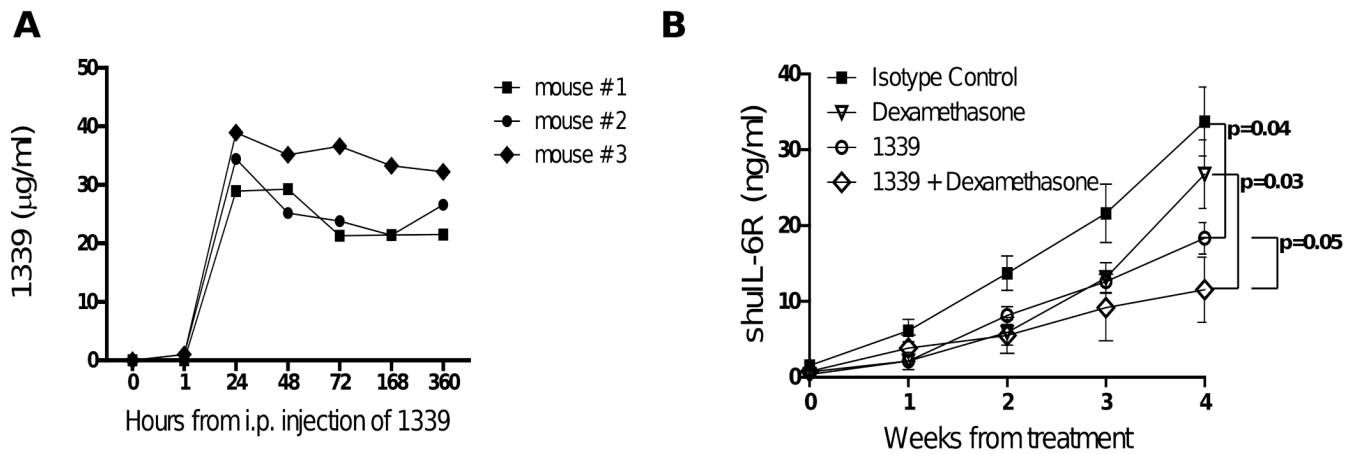 A
50
40
30
20
10
0
1339 (µg/ml)
0 1 24 48 72 168 360
Hours from i.p. injection of 1339
mouse #1
mouse #2
mouse #3
B
40
30
20
10
0
shuIL-6R (ng/ml)
0 1 2 3 4
Weeks from treatment
Isotype Control
Dexamethasone
1339
1339 + Dexamethasone
p=0.04
p=0.03
p=0.05